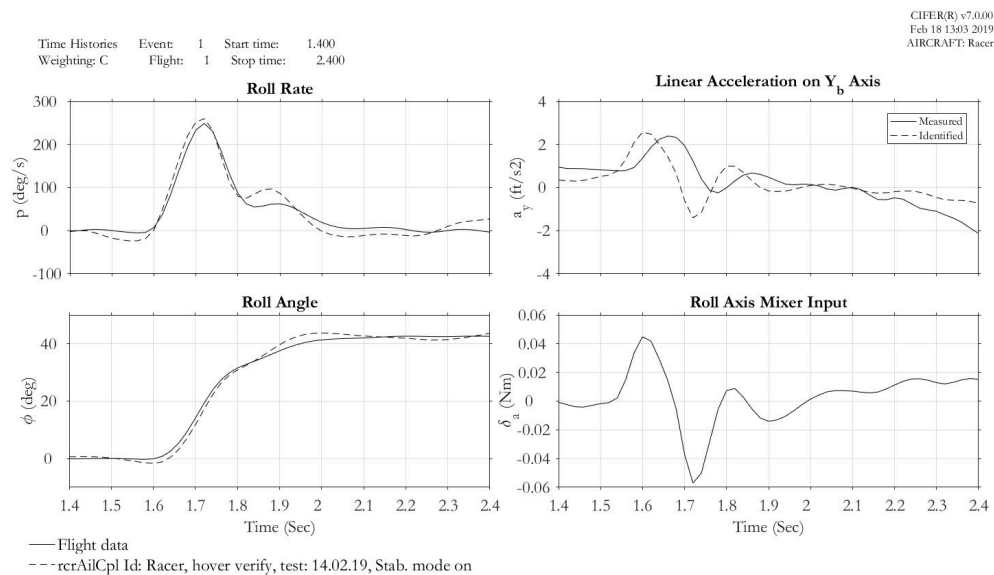 CIFER(R) v7.0.00
Feb 18 13:03 2019
AIRCRAFT: Racer
Time Histories Event: 1 Start time: 1.400
Weighting: C Flight: 1 Stop time: 2.400
Roll Rate
300
200
100
0
-100
p (deg/s)
Linear Acceleration on Y_b Axis
Measured
Identified
4
2
0
-2
-4
a_y (ft/s2)
Roll Angle
40
20
0
ϕ (deg)
1.4 1.5 1.6 1.7 1.8 1.9 2 2.1 2.2 2.3 2.4
Time (Sec)
Roll Axis Mixer Input
0.06
0.04
0.02
0
-0.02
-0.04
-0.06
δ_a (Nm)
1.4 1.5 1.6 1.7 1.8 1.9 2 2.1 2.2 2.3 2.4
Time (Sec)
Flight data
rcrAilCpl Id: Racer, hover verify, test: 14.02.19, Stab. mode on